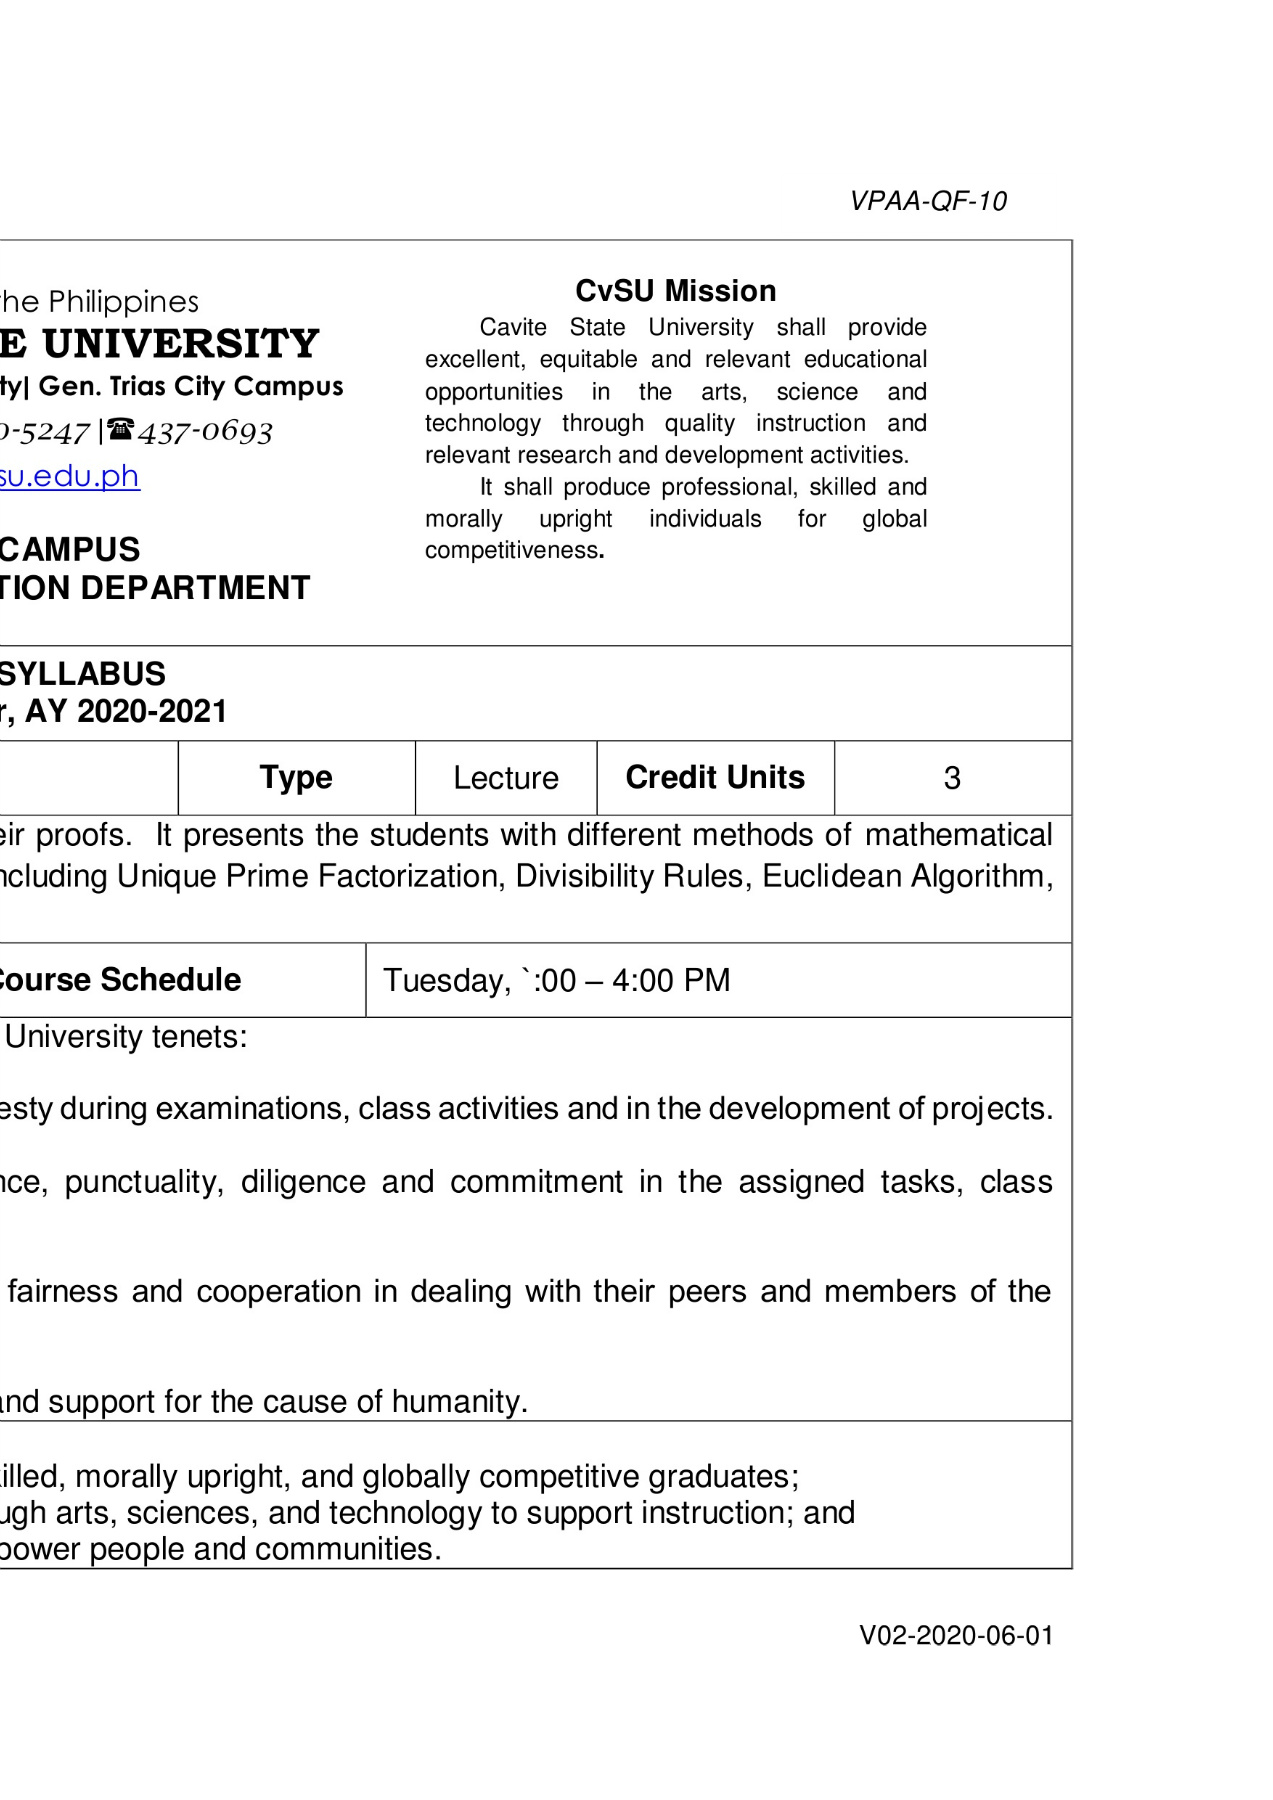 VPAA-QF-10
he Philippines
E UNIVERSITY
ty| Gen. Trias City Campus
0-5247 |☎437-0693
su.edu.ph
CAMPUS
TION DEPARTMENT
CvSU Mission
Cavite State University shall provide
excellent, equitable and relevant educational
opportunities in the arts, science and
technology through quality instruction and
relevant research and development activities.
It shall produce professional, skilled and
morally upright individuals for global
competitiveness.
SYLLABUS
r, AY 2020-2021
Type Lecture Credit Units 3
eir proofs. It presents the students with different methods of mathematical
ncluding Unique Prime Factorization, Divisibility Rules, Euclidean Algorithm,
Course Schedule Tuesday, `:00 – 4:00 PM
University tenets:
esty during examinations, class activities and in the development of projects.
nce, punctuality, diligence and commitment in the assigned tasks, class
fairness and cooperation in dealing with their peers and members of the
and support for the cause of humanity.
killed, morally upright, and globally competitive graduates;
ugh arts, sciences, and technology to support instruction; and
power people and communities.
V02-2020-06-01